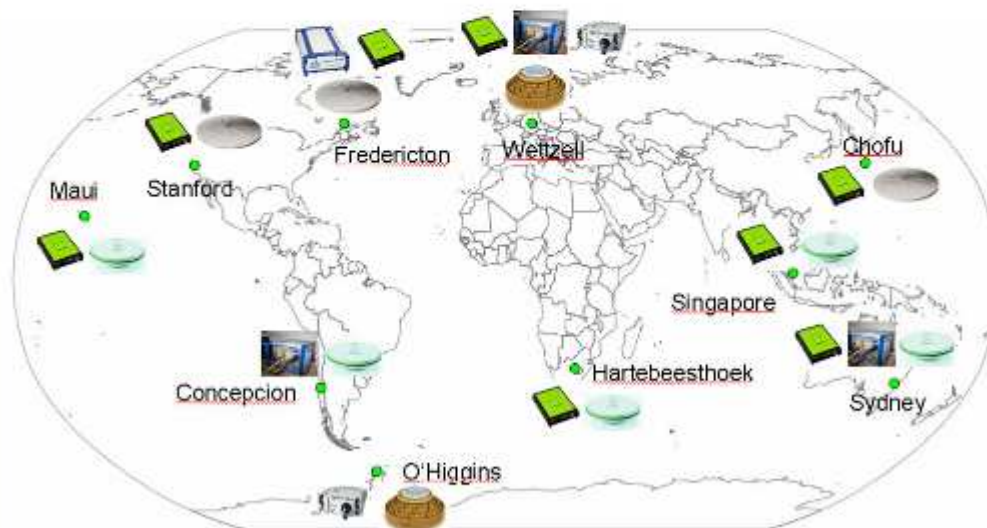 Fredericton
Wettzell
Chofu
Maui
Stanford
Singapore
Concepcion
Hartebeesthoek
Sydney
O'Higgins